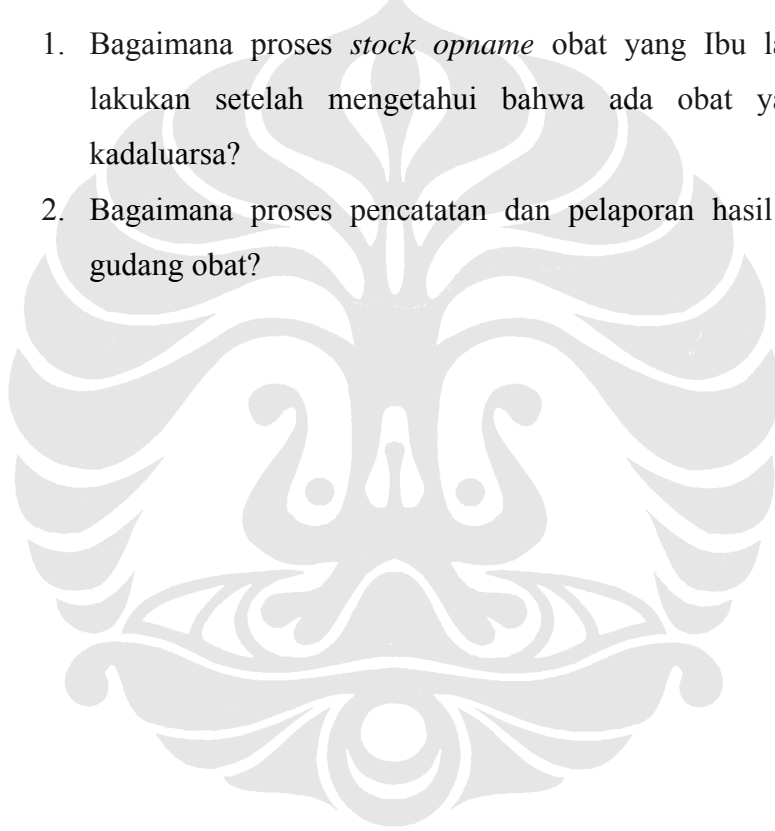 1. Bagaimana proses stock opname obat yang Ibu la
lakukan setelah mengetahui bahwa ada obat ya
kadaluarsa?
2. Bagaimana proses pencatatan dan pelaporan hasil
gudang obat?